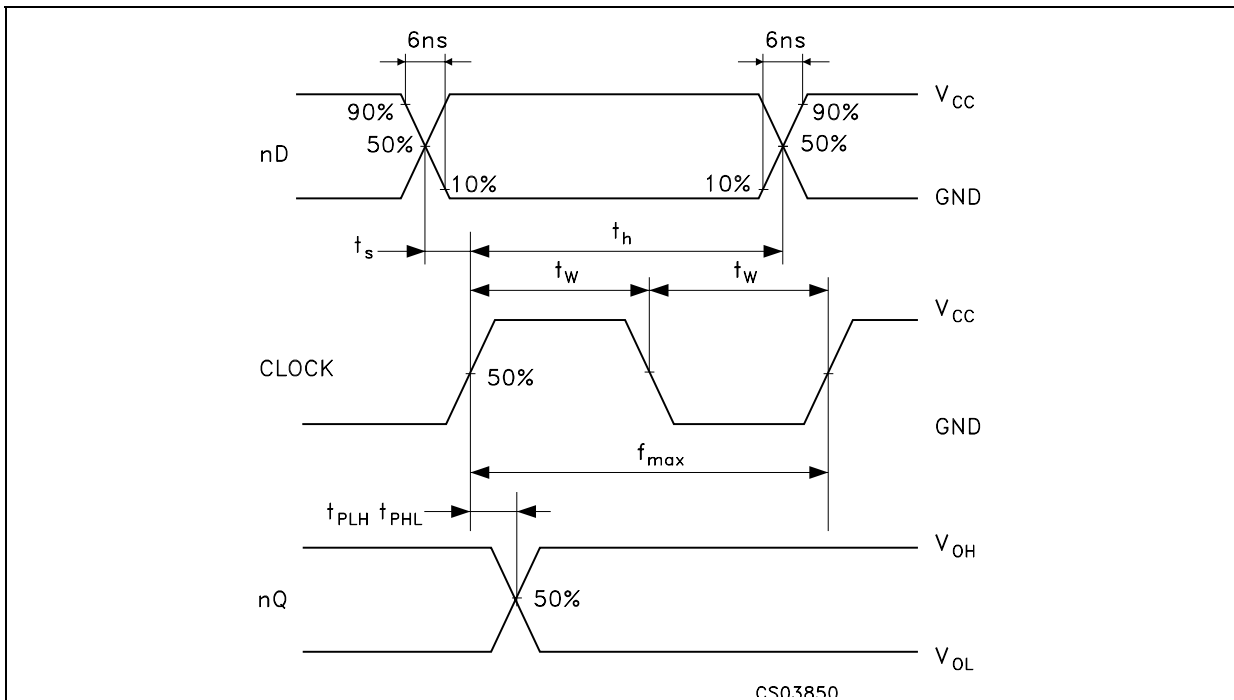 6ns 6ns
V_CC
90% 90%
nD 50% 50%
10% 10%
GND
t_s t_h
t_W t_W
V_CC
CLOCK 50%
GND
f_max
t_PLH t_PHL
V_OH
nQ 50%
V_OL
CS03850